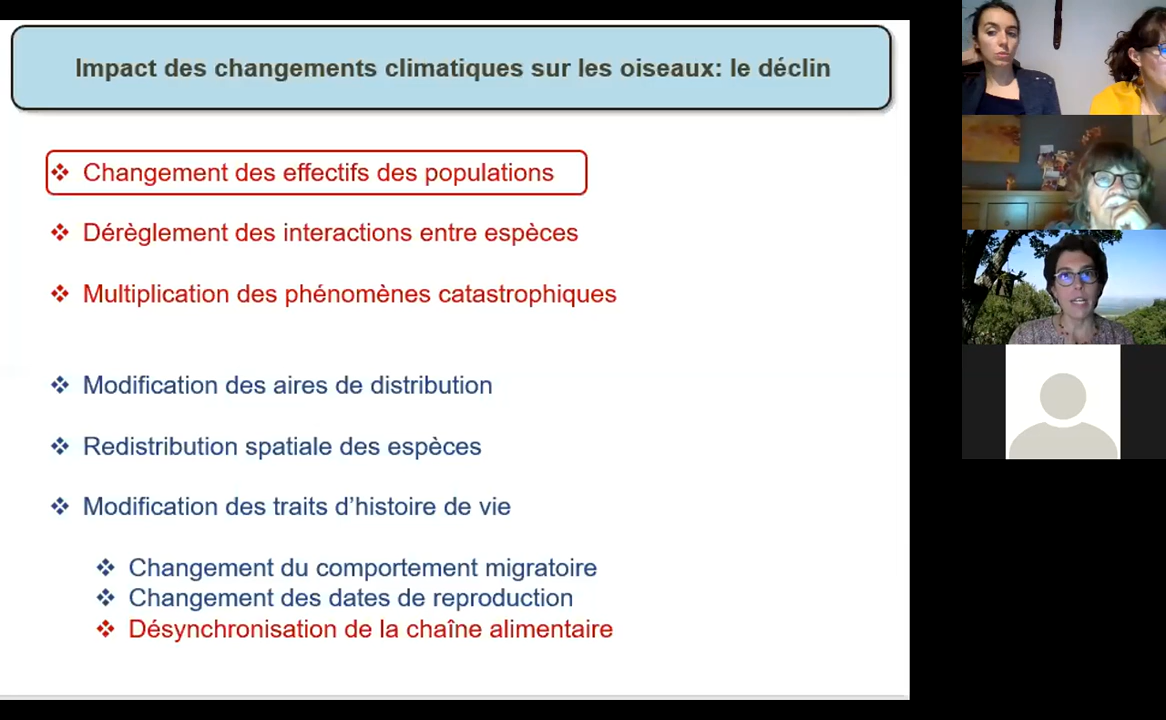 Impact des changements climatiques sur les oiseaux: le déclin
❖ Changement des effectifs des populations
❖ Dérèglement des interactions entre espèces
❖ Multiplication des phénomènes catastrophiques
❖ Modification des aires de distribution
❖ Redistribution spatiale des espèces
❖ Modification des traits d’histoire de vie
❖ Changement du comportement migratoire
❖ Changement des dates de reproduction
❖ Désynchronisation de la chaîne alimentaire